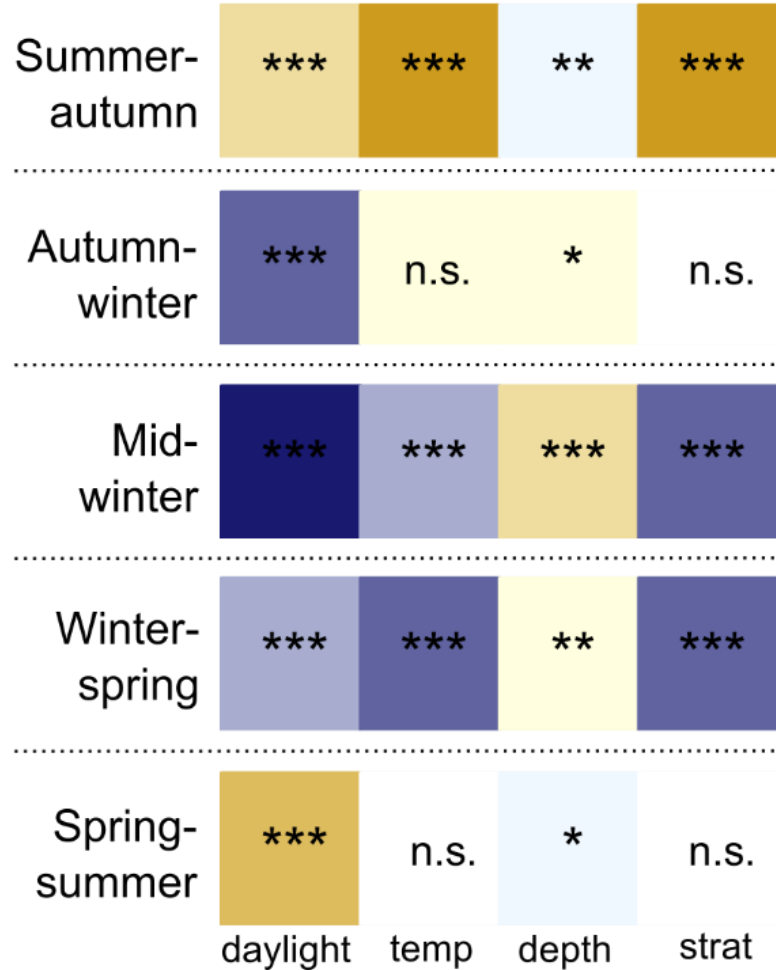 Summer-
autumn
*** *** ** ***
Autumn-
winter
*** n.s. * n.s.
Mid-
winter
*** *** *** ***
Winter-
spring
*** *** ** ***
Spring-
summer
*** n.s. * n.s.
daylight temp depth strat